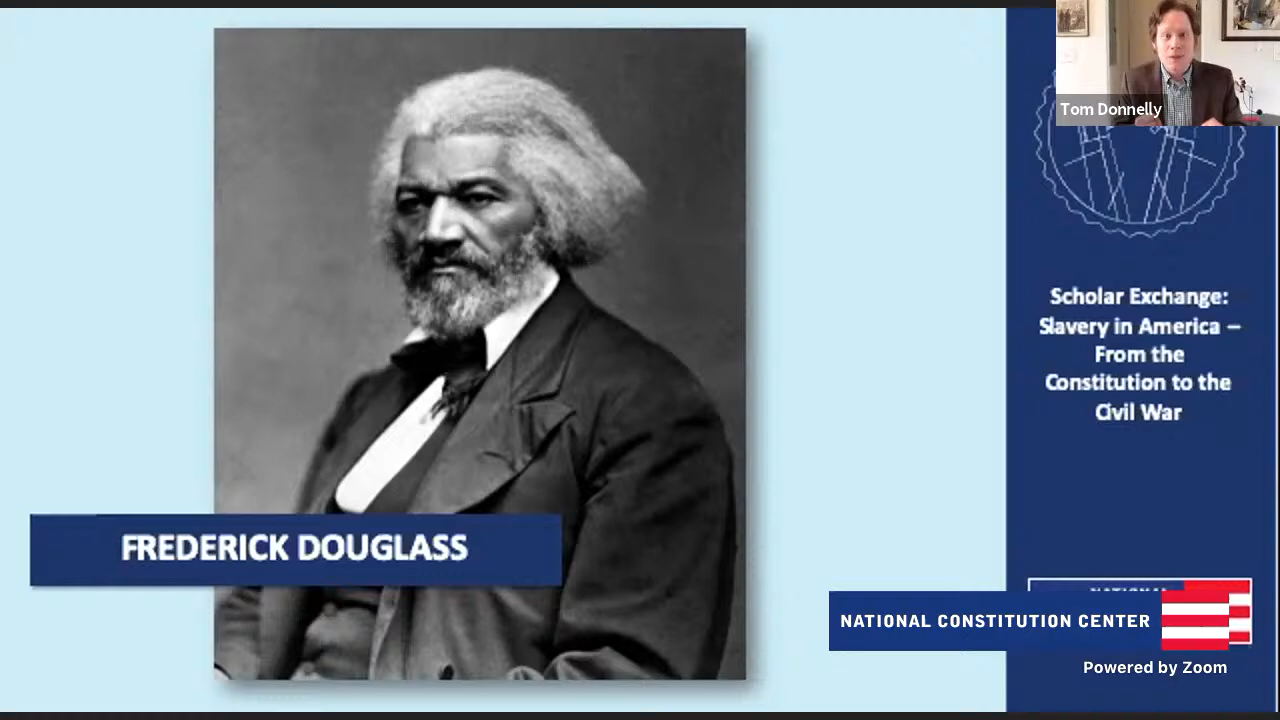 Tom Donnelly
Scholar Exchange:
Slavery in America –
From the
Constitution to the
Civil War
FREDERICK DOUGLASS
NATIONAL
NATIONAL CONSTITUTION CENTER
Powered by Zoom